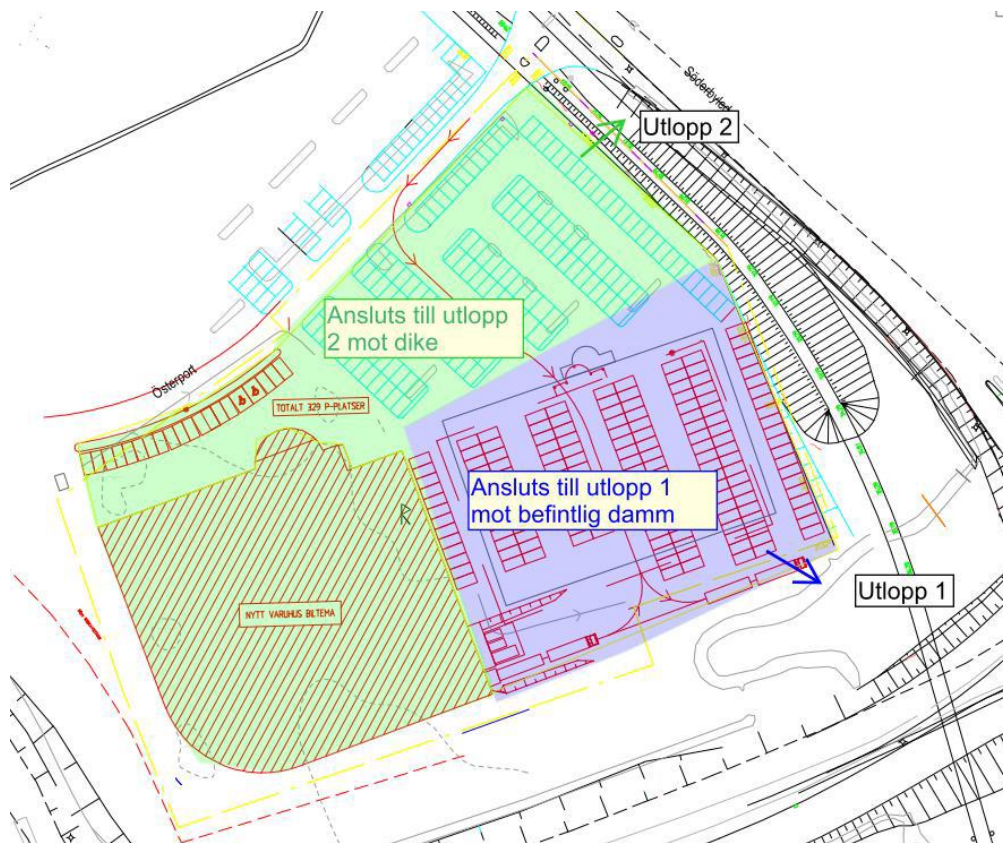 Söderbyled
Utlopp 2
Ansluts till utlopp
2 mot dike
Österport
TOTALT 329 P-PLATSER
Ansluts till utlopp 1
mot befintlig damm
Utlopp 1
NYTT VARUHUS BILTEMA